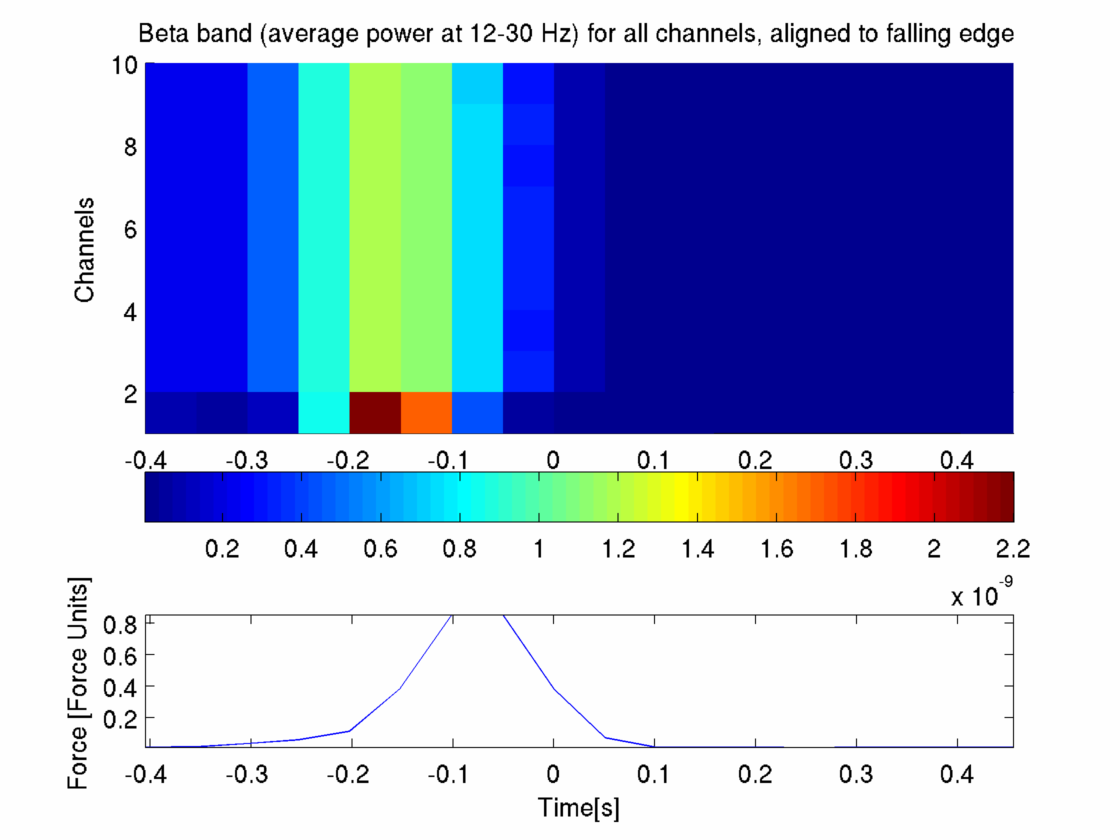 Beta band (average power at 12-30 Hz) for all channels, aligned to falling edge
10
8
6
4
2
Channels
-0.4 -0.3 -0.2 -0.1 0 0.1 0.2 0.3 0.4
0.2 0.4 0.6 0.8 1 1.2 1.4 1.6 1.8 2 2.2
x 10-9
0.8
0.6
0.4
0.2
Force [Force Units]
-0.4 -0.3 -0.2 -0.1 0 0.1 0.2 0.3 0.4
Time[s]